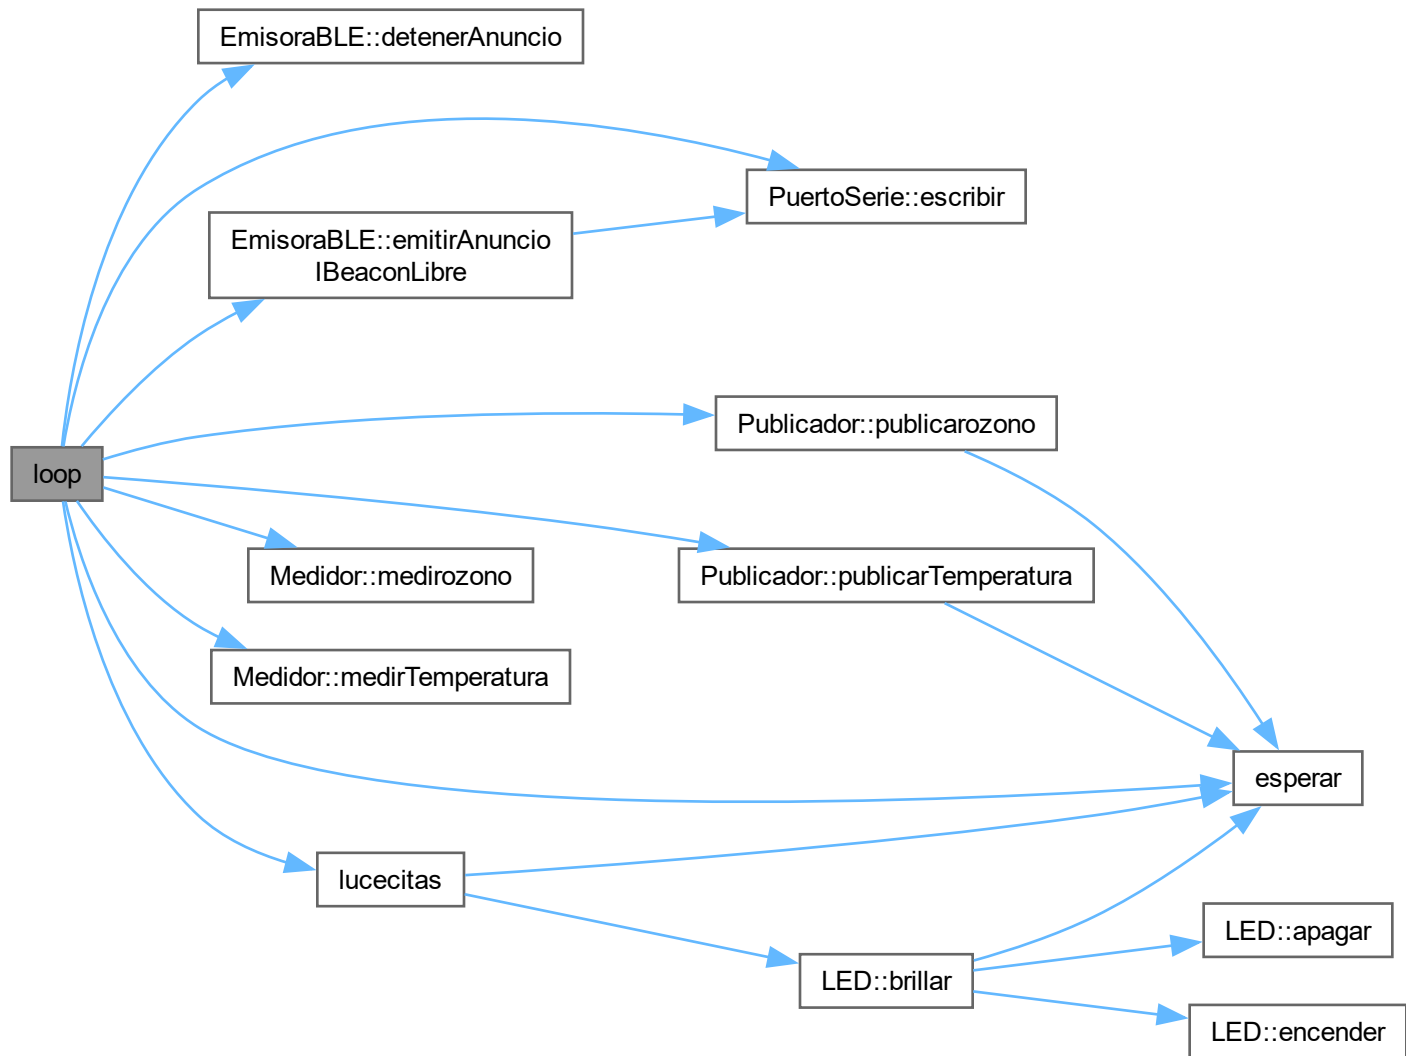 EmisoraBLE::detenerAnuncio
PuertoSerie::escribir
EmisoraBLE::emitirAnuncio
IBeaconLibre
Publicador::publicarozono
loop
Medidor::medirozono
Publicador::publicarTemperatura
Medidor::medirTemperatura
esperar
lucecitas
LED::apagar
LED::brillar
LED::encender